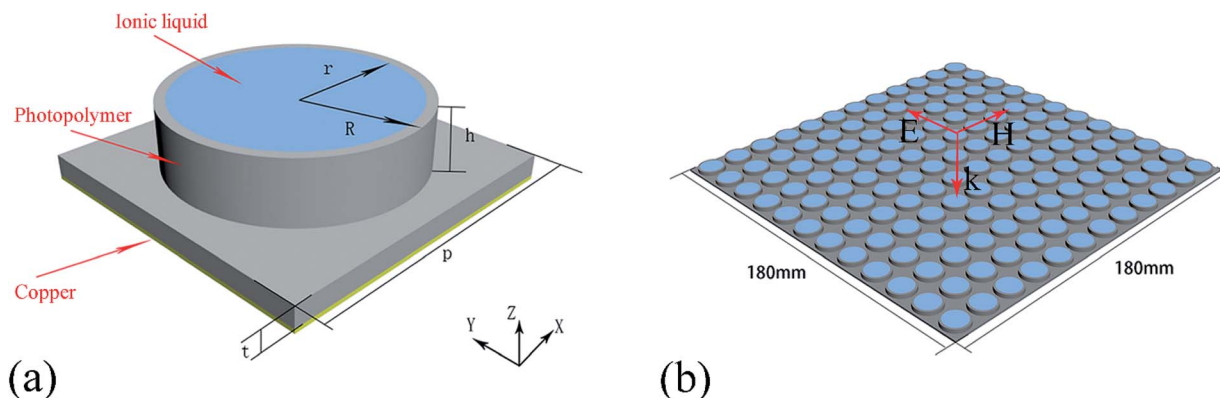 Ionic liquid
r
Photopolymer
R
h
p
Copper
t
Z
Y
X
(a)
E
H
k
180mm
180mm
(b)